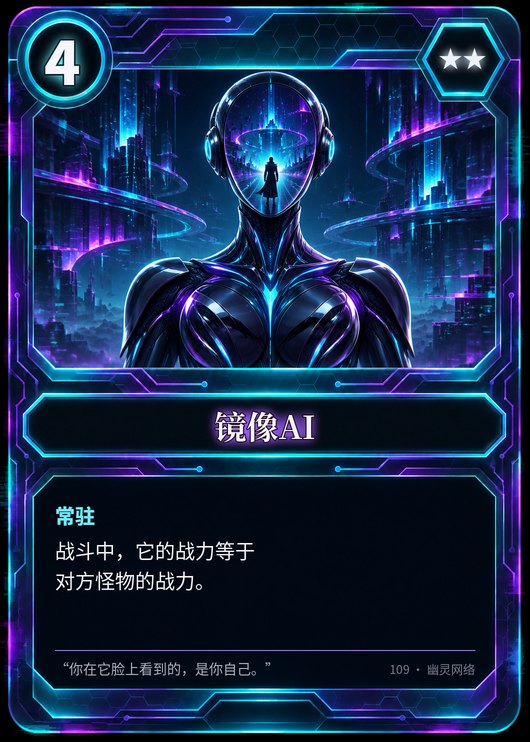 4
★★
镜像AI
常驻
战斗中，它的战力等于
对方怪物的战力。
“你在它脸上看到的，是你自己。”
109 · 幽灵网络